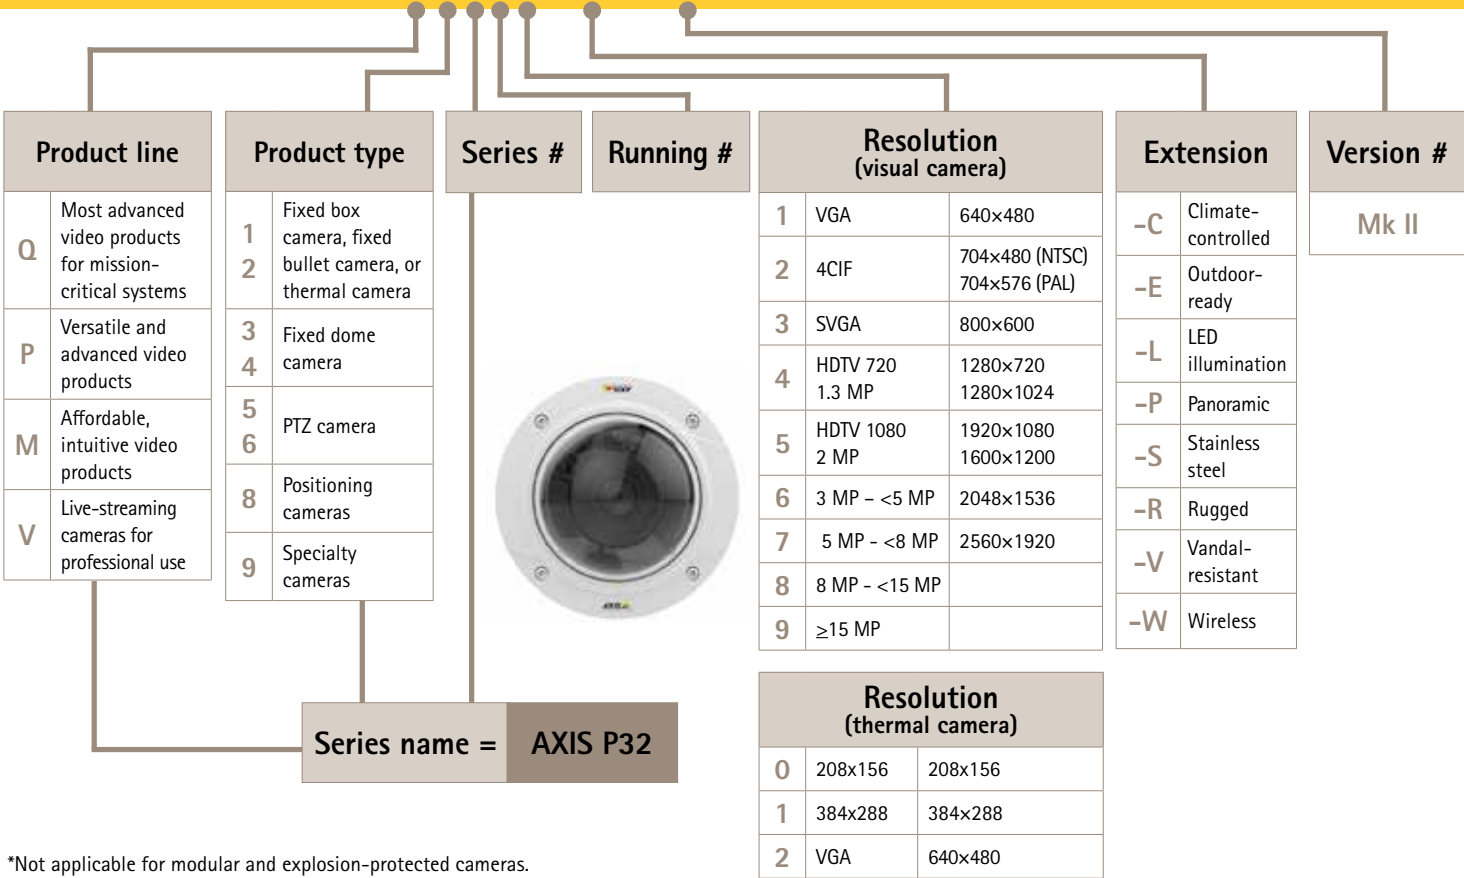 Product line
Q
Most advanced
video products
for mission-
critical systems
P
Versatile and
advanced video
products
M
Affordable,
intuitive video
products
V
Live-streaming
cameras for
professional use
Product type
1
2
Fixed box
camera, fixed
bullet camera, or
thermal camera
3
4
Fixed dome
camera
5
6
PTZ camera
8
Positioning
cameras
9
Specialty
cameras
Series #
Running #
Resolution
(visual camera)
1 VGA 640×480
2 4CIF 704×480 (NTSC)
704×576 (PAL)
3 SVGA 800×600
4 HDTV 720 1280×720
1.3 MP 1280×1024
5 HDTV 1080 1920×1080
2 MP 1600×1200
6 3 MP – <5 MP 2048×1536
7 5 MP - <8 MP 2560×1920
8 8 MP - <15 MP
9 ≥15 MP
Extension
-C Climate-
controlled
-E Outdoor-
ready
-L LED
illumination
-P Panoramic
-S Stainless
steel
-R Rugged
-V Vandal-
resistant
-W Wireless
Version #
Mk II
AXIS
Series name = AXIS P32
Resolution
(thermal camera)
0 208x156 208x156
1 384x288 384×288
2 VGA 640×480
*Not applicable for modular and explosion-protected cameras.